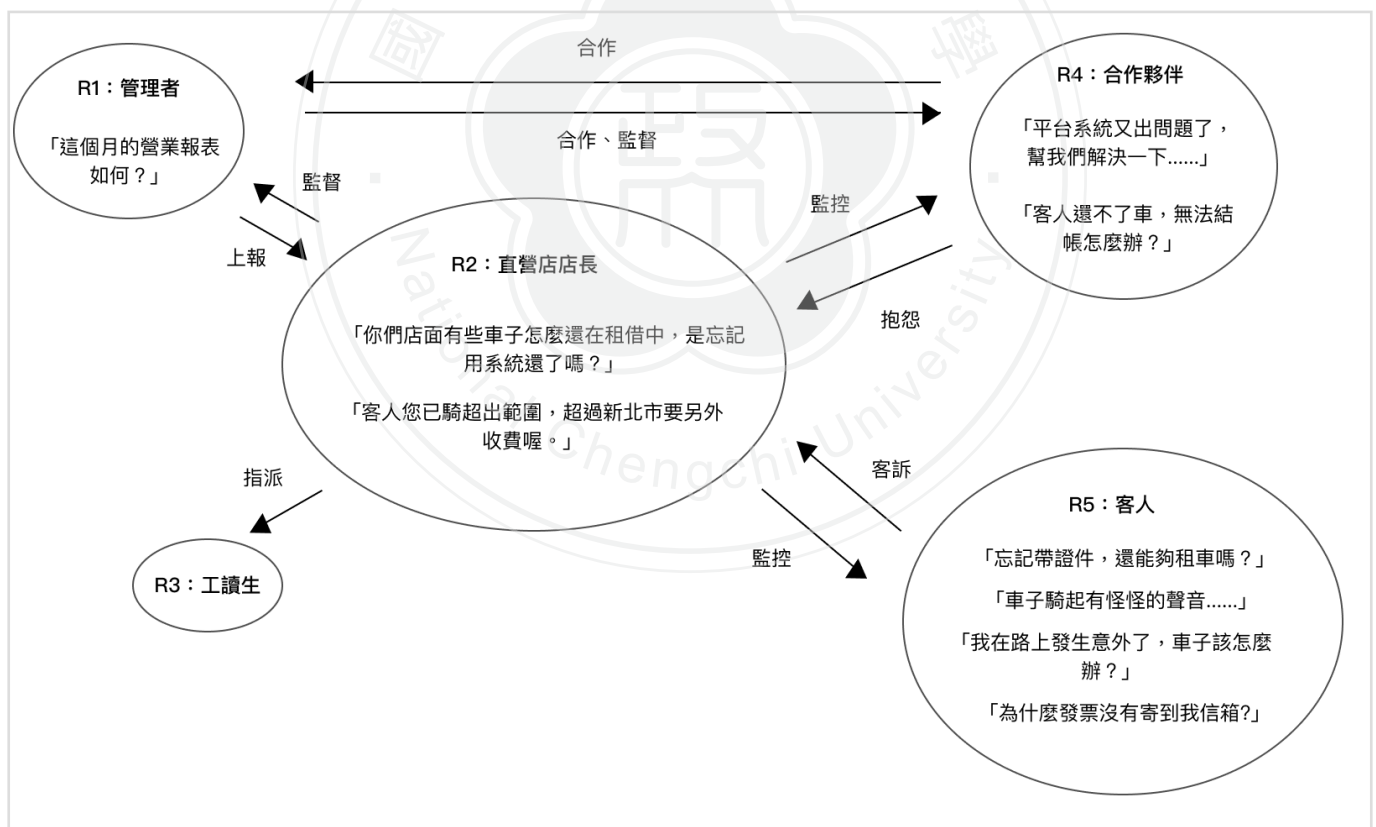 合作
R1：管理者
「這個月的營業報表
如何？」
合作、監督
R4：合作夥伴
「平台系統又出問題了，
幫我們解決一下......」
「客人還不了車，無法結
帳怎麼辦？」
監督
上報
監控
抱怨
R2：直營店店長
「你們店面有些車子怎麼還在租借中，是忘記
用系統還了嗎？」
「客人您已騎超出範圍，超過新北市要另外
收費喔。」
指派
R3：工讀生
客訴
監控
R5：客人
「忘記帶證件，還能夠租車嗎？」
「車子騎起有怪怪的聲音......」
「我在路上發生意外了，車子該怎麼
辦？」
「為什麼發票沒有寄到我信箱?」
國
學
政
National Chengchi University